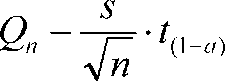 Q_n − s/√n · t_(1−α)